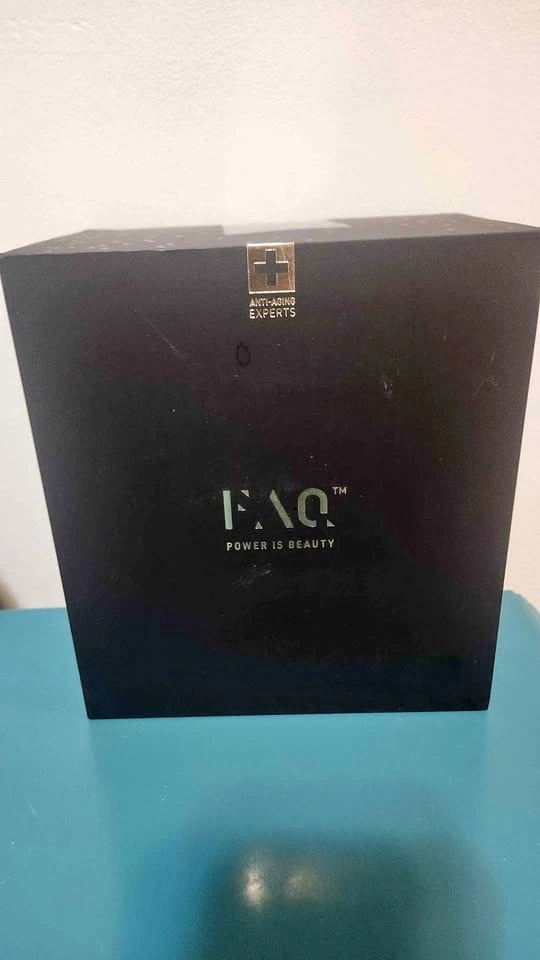 ANTI-AGING
EXPERTS
FAQ™
POWER IS BEAUTY